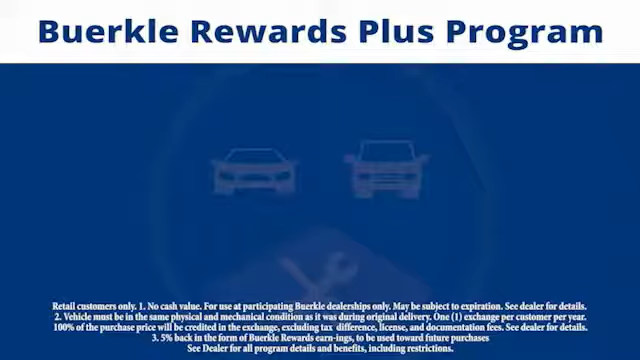 Buerkle Rewards Plus Program
Retail customers only. 1. No cash value. For use at participating Buerkle dealerships only. May be subject to expiration. See dealer for details.
2. Vehicle must be in the same physical and mechanical condition as it was during original delivery. One (1) exchange per customer per year.
100% of the purchase price will be credited in the exchange, excluding tax difference, license, and documentation fees. See dealer for details.
3. 5% back in the form of Buerkle Rewards earn-ings, to be used toward future purchases
See Dealer for all program details and benefits, including restrictions.